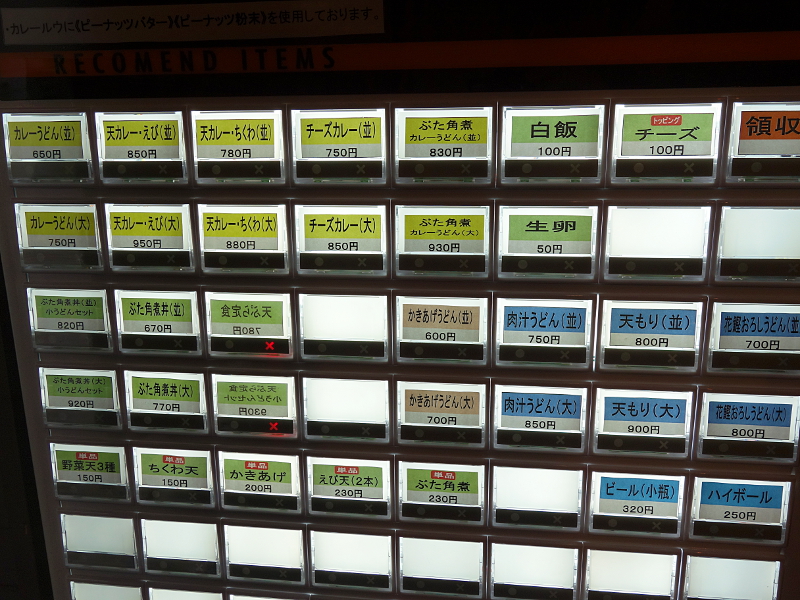 ・カレールウに《ピーナッツバター》《ピーナッツ粉末》を使用しております。
RECOMEND ITEMS
カレーうどん(並)
650円
天カレー・えび(並)
850円
天カレー・ちくわ(並)
780円
チーズカレー(並)
750円
ぶた角煮
カレーうどん(並)
830円
白飯
100円
トッピング
チーズ
100円
領収
カレーうどん(大)
750円
天カレー・えび(大)
950円
天カレー・ちくわ(大)
880円
チーズカレー(大)
850円
ぶた角煮
カレーうどん(大)
930円
生卵
50円
ぶた角煮丼(並)
小うどんセット
820円
ぶた角煮丼(並)
670円
天ぷら定食
780円
かきあげうどん(並)
600円
肉汁うどん(並)
750円
天もり(並)
800円
花鰹おろしうどん(並
700円
ぶた角煮丼(大)
小うどんセット
920円
ぶた角煮丼(大)
770円
天ぷら定食
小うどんセット
930円
かきあげうどん(大)
700円
肉汁うどん(大)
850円
天もり(大)
900円
花鰹おろしうどん(大)
800円
単品
野菜天3種
150円
単品
ちくわ天
150円
単品
かきあげ
200円
単品
えび天(2本)
230円
単品
ぶた角煮
230円
ビール(小瓶)
320円
ハイボール
250円